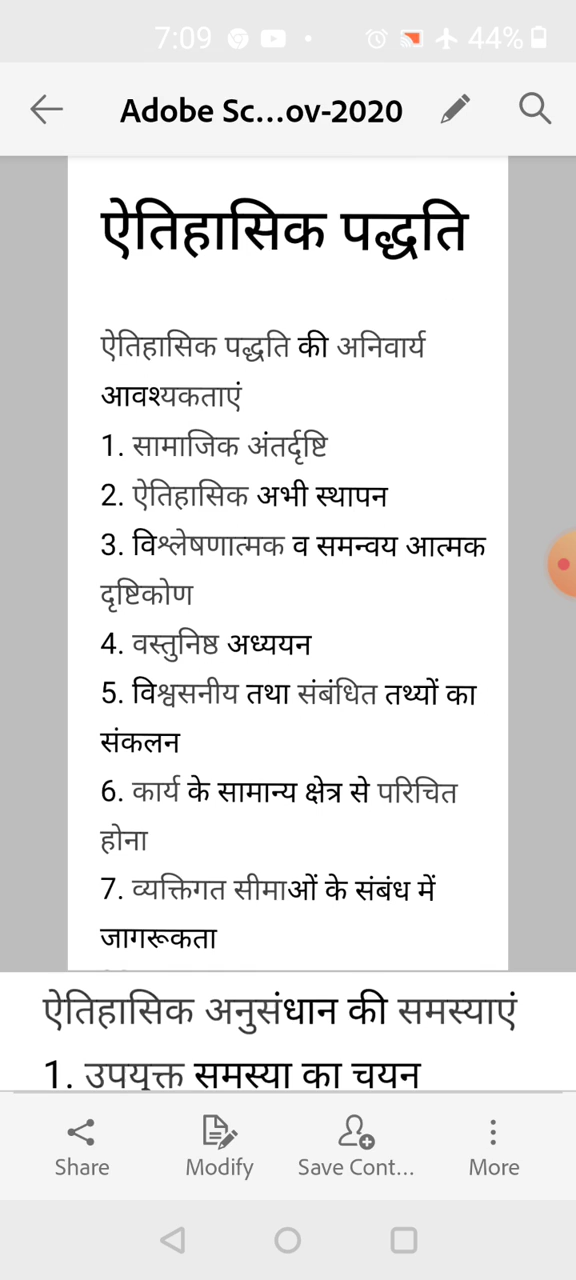 7:09
44%
Adobe Sc...ov-2020
ऐतिहासिक पद्धति
ऐतिहासिक पद्धति की अनिवार्य
आवश्यकताएं
1. सामाजिक अंतर्दृष्टि
2. ऐतिहासिक अभी स्थापन
3. विश्लेषणात्मक व समन्वय आत्मक
दृष्टिकोण
4. वस्तुनिष्ठ अध्ययन
5. विश्वसनीय तथा संबंधित तथ्यों का
संकलन
6. कार्य के सामान्य क्षेत्र से परिचित
होना
7. व्यक्तिगत सीमाओं के संबंध में
जागरूकता
ऐतिहासिक अनुसंधान की समस्याएं
1. उपयुक्त समस्या का चयन
Share
Modify
Save Cont...
More